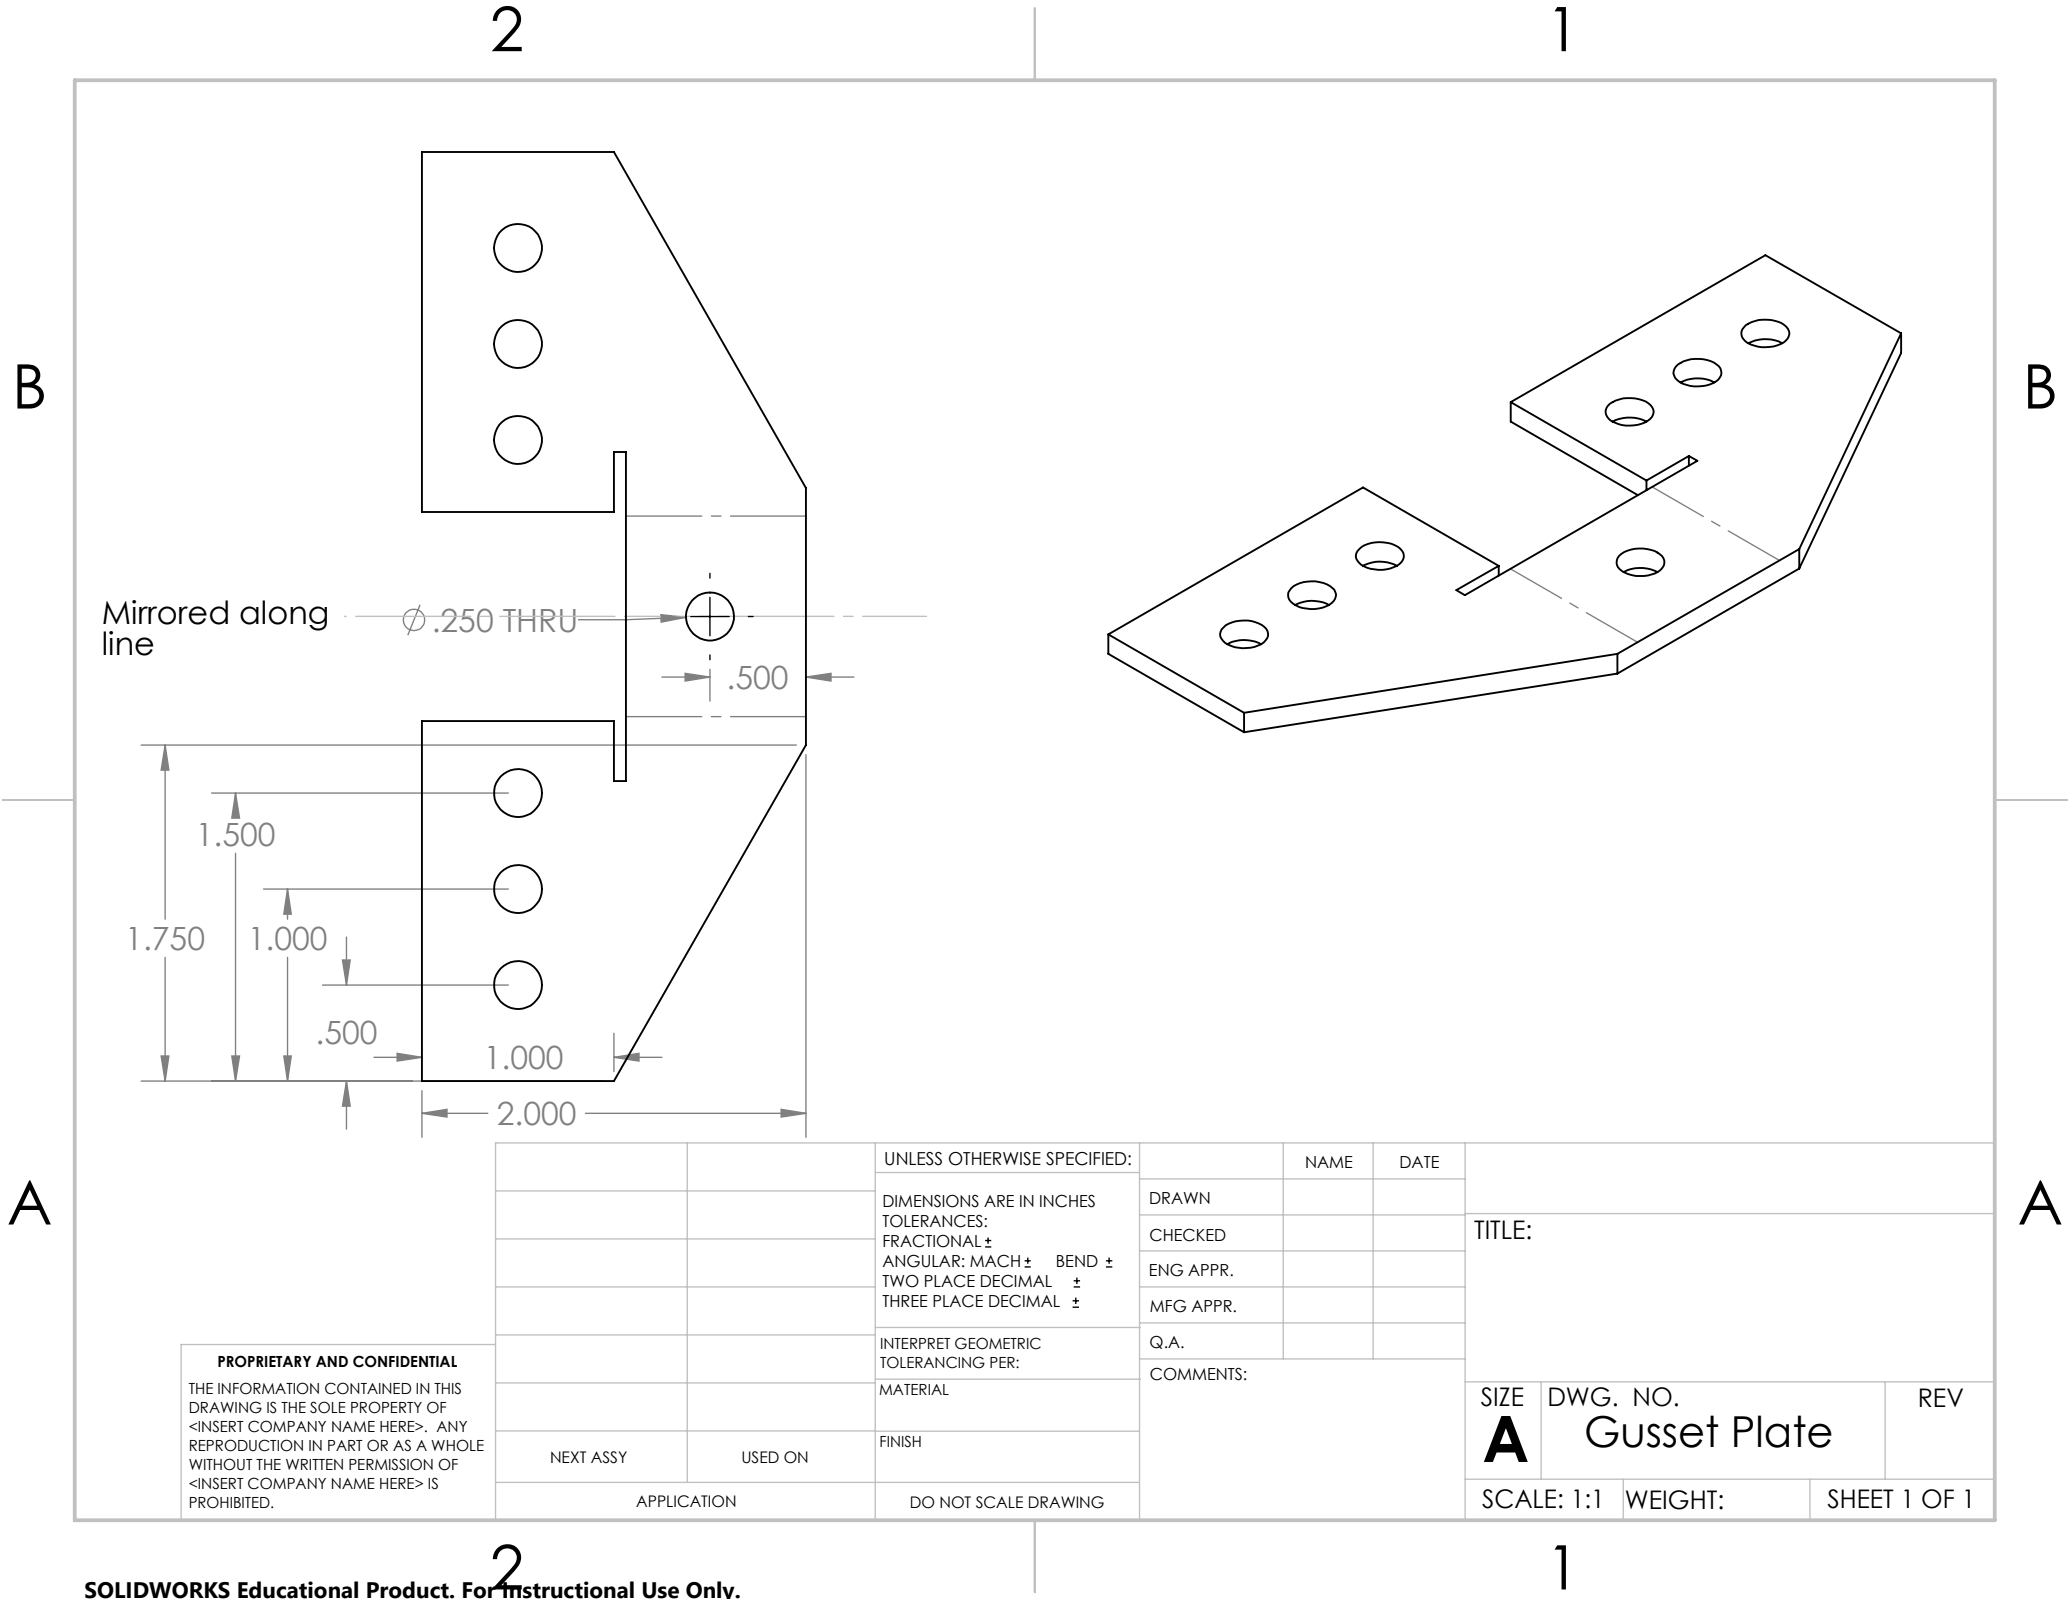 2
1
B
B
Mirrored along
line
⌀ .250 THRU
.500
1.500
1.750
1.000
.500
1.000
2.000
A
A
UNLESS OTHERWISE SPECIFIED:
DIMENSIONS ARE IN INCHES
TOLERANCES:
FRACTIONAL ±
ANGULAR: MACH ± BEND ±
TWO PLACE DECIMAL ±
THREE PLACE DECIMAL ±
INTERPRET GEOMETRIC
TOLERANCING PER:
MATERIAL
FINISH
DO NOT SCALE DRAWING
NAME DATE
DRAWN
CHECKED
ENG APPR.
MFG APPR.
Q.A.
COMMENTS:
TITLE:
SIZE
A
DWG. NO.
Gusset Plate
REV
SCALE: 1:1
WEIGHT:
SHEET 1 OF 1
PROPRIETARY AND CONFIDENTIAL
THE INFORMATION CONTAINED IN THIS
DRAWING IS THE SOLE PROPERTY OF
<INSERT COMPANY NAME HERE>. ANY
REPRODUCTION IN PART OR AS A WHOLE
WITHOUT THE WRITTEN PERMISSION OF
<INSERT COMPANY NAME HERE> IS
PROHIBITED.
NEXT ASSY
USED ON
APPLICATION
2
1
SOLIDWORKS Educational Product. For Instructional Use Only.